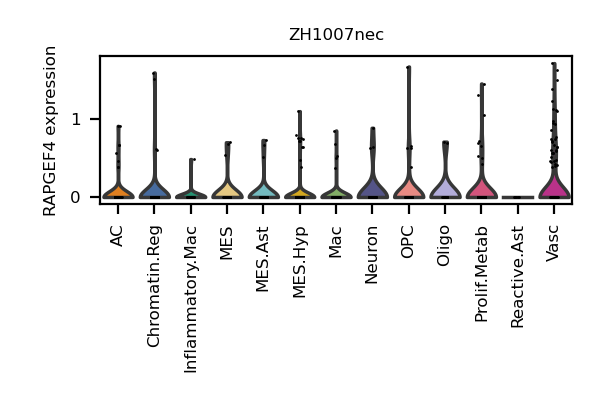 ZH1007nec
RAPGEF4 expression
1
0
AC
Chromatin.Reg
Inflammatory.Mac
MES
MES.Ast
MES.Hyp
Mac
Neuron
OPC
Oligo
Prolif.Metab
Reactive.Ast
Vasc